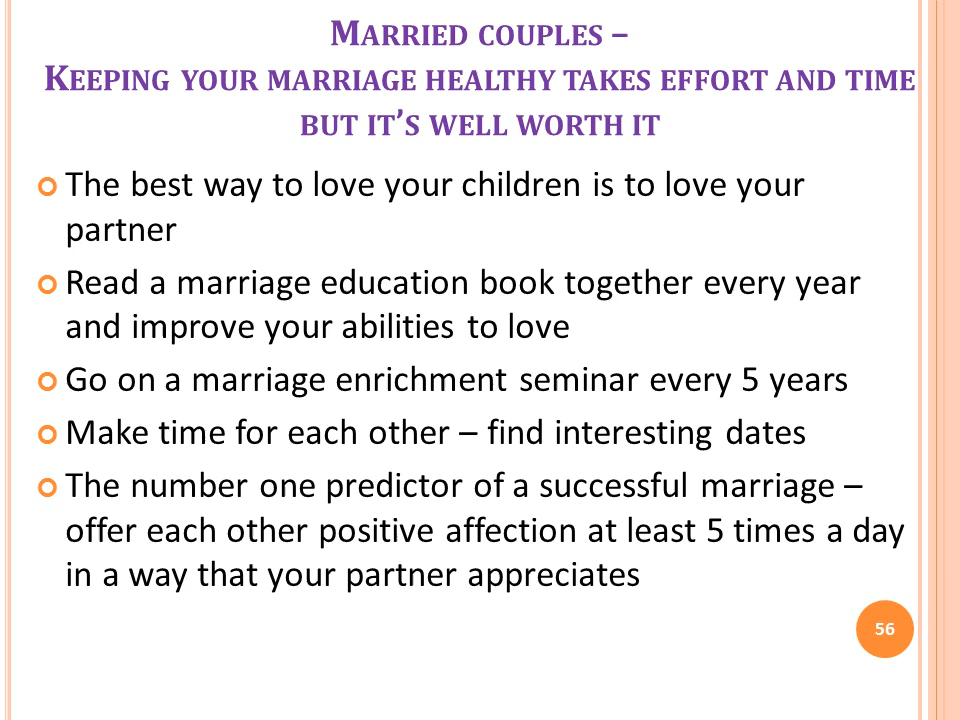 MARRIED COUPLES –
KEEPING YOUR MARRIAGE HEALTHY TAKES EFFORT AND TIME
BUT IT’S WELL WORTH IT
The best way to love your children is to love your
partner
Read a marriage education book together every year
and improve your abilities to love
Go on a marriage enrichment seminar every 5 years
Make time for each other – find interesting dates
The number one predictor of a successful marriage –
offer each other positive affection at least 5 times a day
in a way that your partner appreciates
56